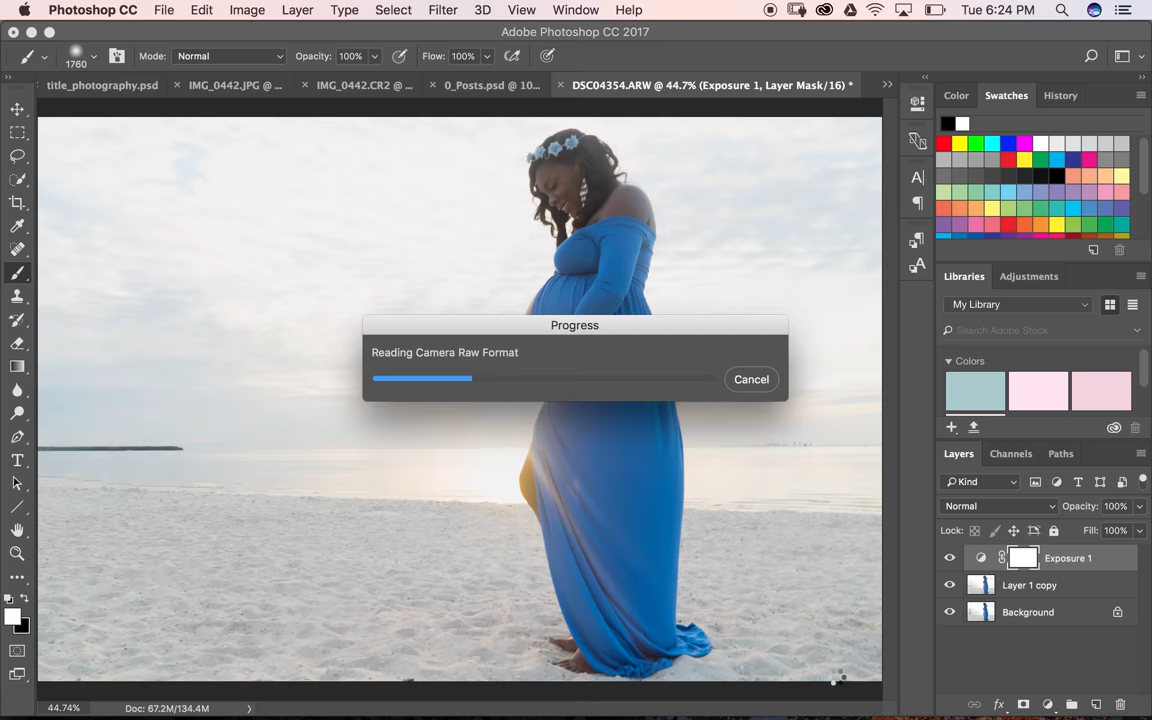 Photoshop CC File Edit Image Layer Type Select Filter 3D View Window Help Tue 6:24 PM
Adobe Photoshop CC 2017
1760 Mode: Normal Opacity: 100% Flow: 100%
title_photography.psd × IMG_0442.JPG @ ... × IMG_0442.CR2 @ ... × 0_Posts.psd @ 10... × DSC04354.ARW @ 44.7% (Exposure 1, Layer Mask/16) *
Color Swatches History
Libraries Adjustments
My Library
Search Adobe Stock
Colors
Progress
Reading Camera Raw Format
Cancel
Layers Channels Paths
Kind
Normal Opacity: 100%
Lock: Fill: 100%
Exposure 1
Layer 1 copy
Background
44.74% Doc: 67.2M/134.4M
fx